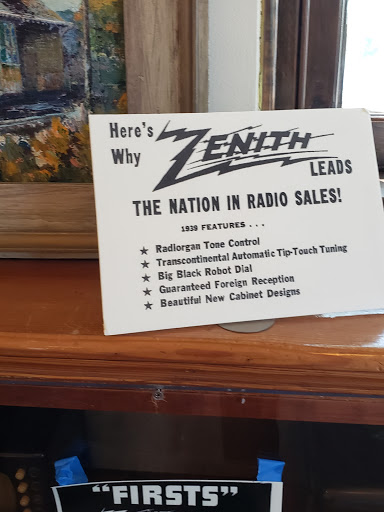 Here's
Why ZENITH LEADS
THE NATION IN RADIO SALES!
1939 FEATURES . . .
★ Radiorgan Tone Control
★ Transcontinental Automatic Tip-Touch Tuning
★ Big Black Robot Dial
★ Guaranteed Foreign Reception
★ Beautiful New Cabinet Designs
"FIRSTS"